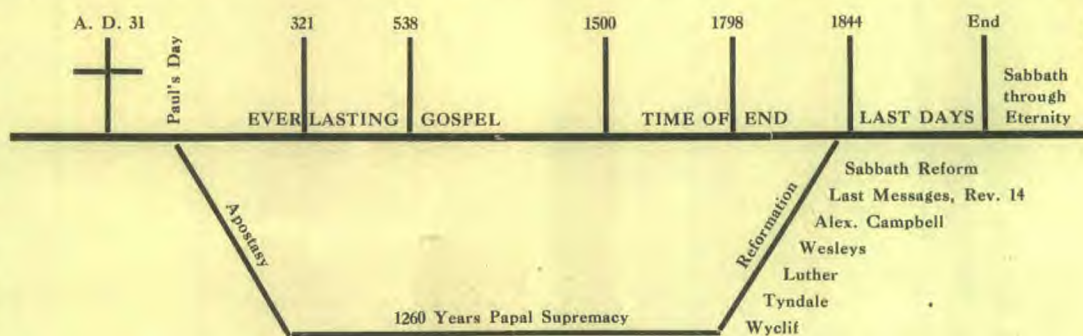 A. D. 31
321
538
1500
1798
1844
End
Paul's Day
Sabbath
through
Eternity
EVERLASTING GOSPEL
TIME OF END
LAST DAYS
Apostasy
Reformation
Sabbath Reform
Last Messages, Rev. 14
Alex. Campbell
Wesleys
Luther
Tyndale
Wyclif
1260 Years Papal Supremacy